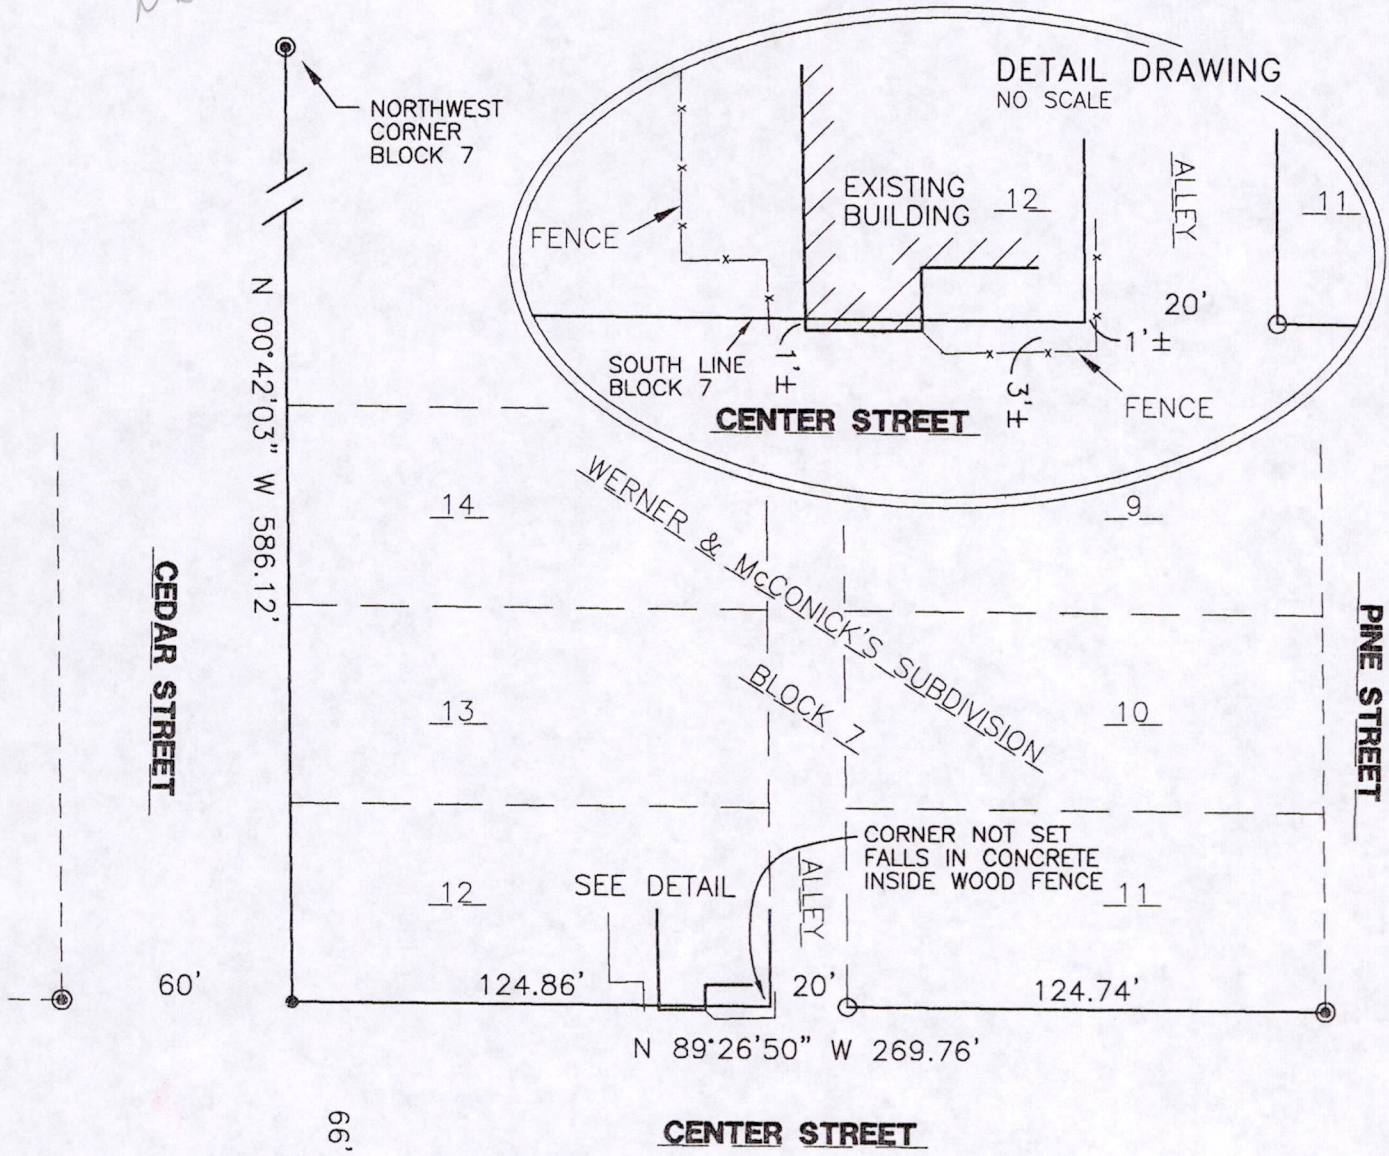 DETAIL DRAWING
NO SCALE
NORTHWEST
CORNER
BLOCK 7
ALLEY
EXISTING
BUILDING
12
11
FENCE
20'
1'±
SOUTH LINE
BLOCK 7
1'±
3'±
FENCE
CENTER STREET
N 00°42'03" W 586.12'
WERNER & McCONICK'S SUBDIVISION
BLOCK 7
14
9
CEDAR STREET
PINE STREET
13
10
CORNER NOT SET
FALLS IN CONCRETE
INSIDE WOOD FENCE
12
SEE DETAIL
ALLEY
11
60'
124.86'
20'
124.74'
N 89°26'50" W 269.76'
66'
CENTER STREET